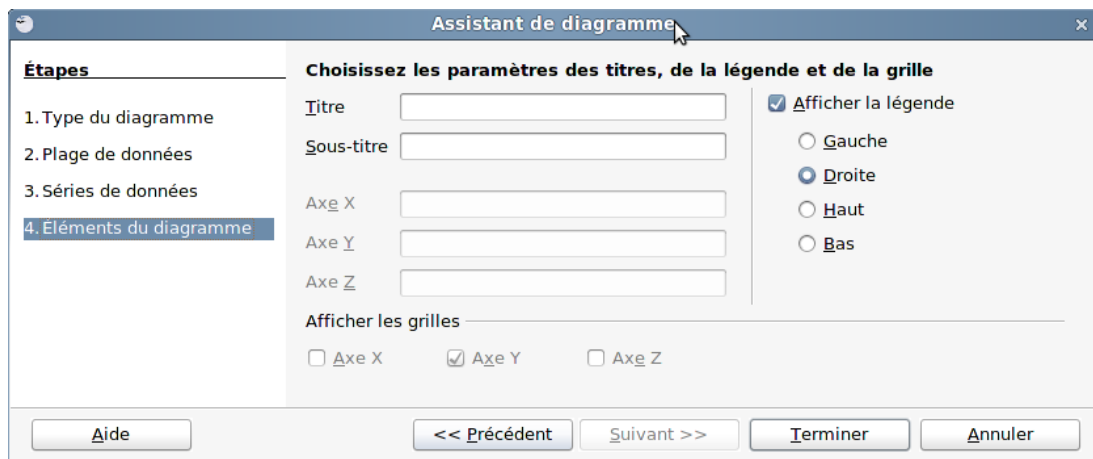 Assistant de diagramme
Étapes
1. Type du diagramme
2. Plage de données
3. Séries de données
4. Éléments du diagramme
Choisissez les paramètres des titres, de la légende et de la grille
Titre
Sous-titre
Axe X
Axe Y
Axe Z
Afficher la légende
Gauche
Droite
Haut
Bas
Afficher les grilles
Axe X Axe Y Axe Z
Aide << Précédent Suivant >> Terminer Annuler